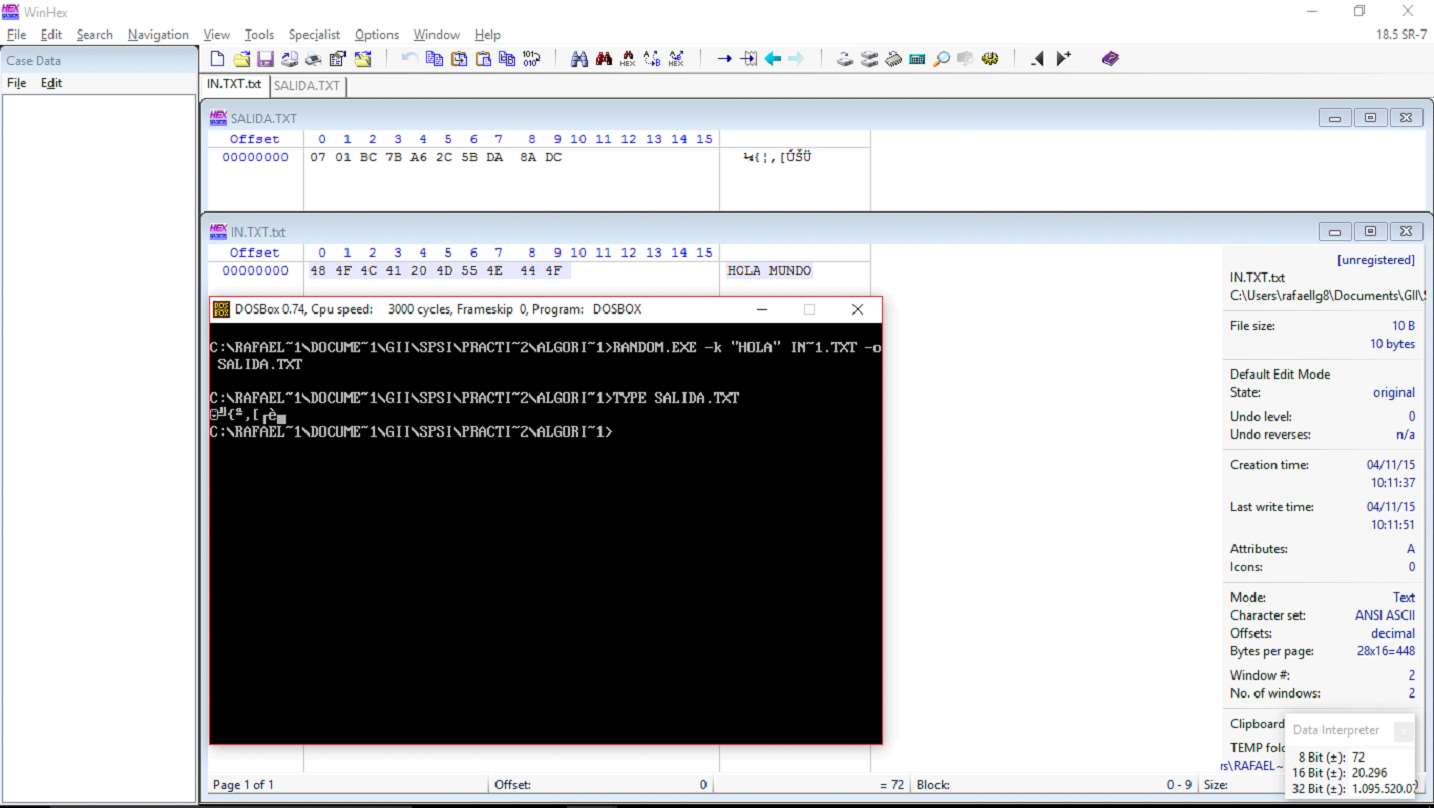 WinHex
File Edit Search Navigation View Tools Specialist Options Window Help
18.5 SR-7
Case Data
File Edit
IN.TXT.txt SALIDA.TXT
SALIDA.TXT
Offset 0 1 2 3 4 5 6 7 8 9 10 11 12 13 14 15
00000000 07 01 BC 7B A6 2C 5B DA 8A DC
IN.TXT.txt
Offset 0 1 2 3 4 5 6 7 8 9 10 11 12 13 14 15
00000000 48 4F 4C 41 20 4D 55 4E 44 4F HOLA MUNDO
[unregistered]
IN.TXT.txt
C:\Users\rafaellg8\Documents\GII\
File size: 10 B
10 bytes
Default Edit Mode
State: original
Undo level: 0
Undo reverses: n/a
Creation time: 04/11/15
10:11:37
Last write time: 04/11/15
10:11:51
Attributes: A
Icons: 0
Mode: Text
Character set: ANSI ASCII
Offsets: decimal
Bytes per page: 28x16=448
Window #: 2
No. of windows: 2
Clipboard
TEMP fol
rs\RAFAEL~
Data Interpreter
8 Bit (±): 72
16 Bit (±): 20.296
32 Bit (±): 1.095.520.0
DOSBox 0.74, Cpu speed: 3000 cycles, Frameskip 0, Program: DOSBOX
C:\RAFAEL~1\DOCUME~1\GII\SPSI\PRACTI~2\ALGORI~1>RANDOM.EXE -k "HOLA" IN~1.TXT -o
SALIDA.TXT
C:\RAFAEL~1\DOCUME~1\GII\SPSI\PRACTI~2\ALGORI~1>TYPE SALIDA.TXT
C:\RAFAEL~1\DOCUME~1\GII\SPSI\PRACTI~2\ALGORI~1>
Page 1 of 1 Offset: 0 = 72 Block: 0 - 9 Size: